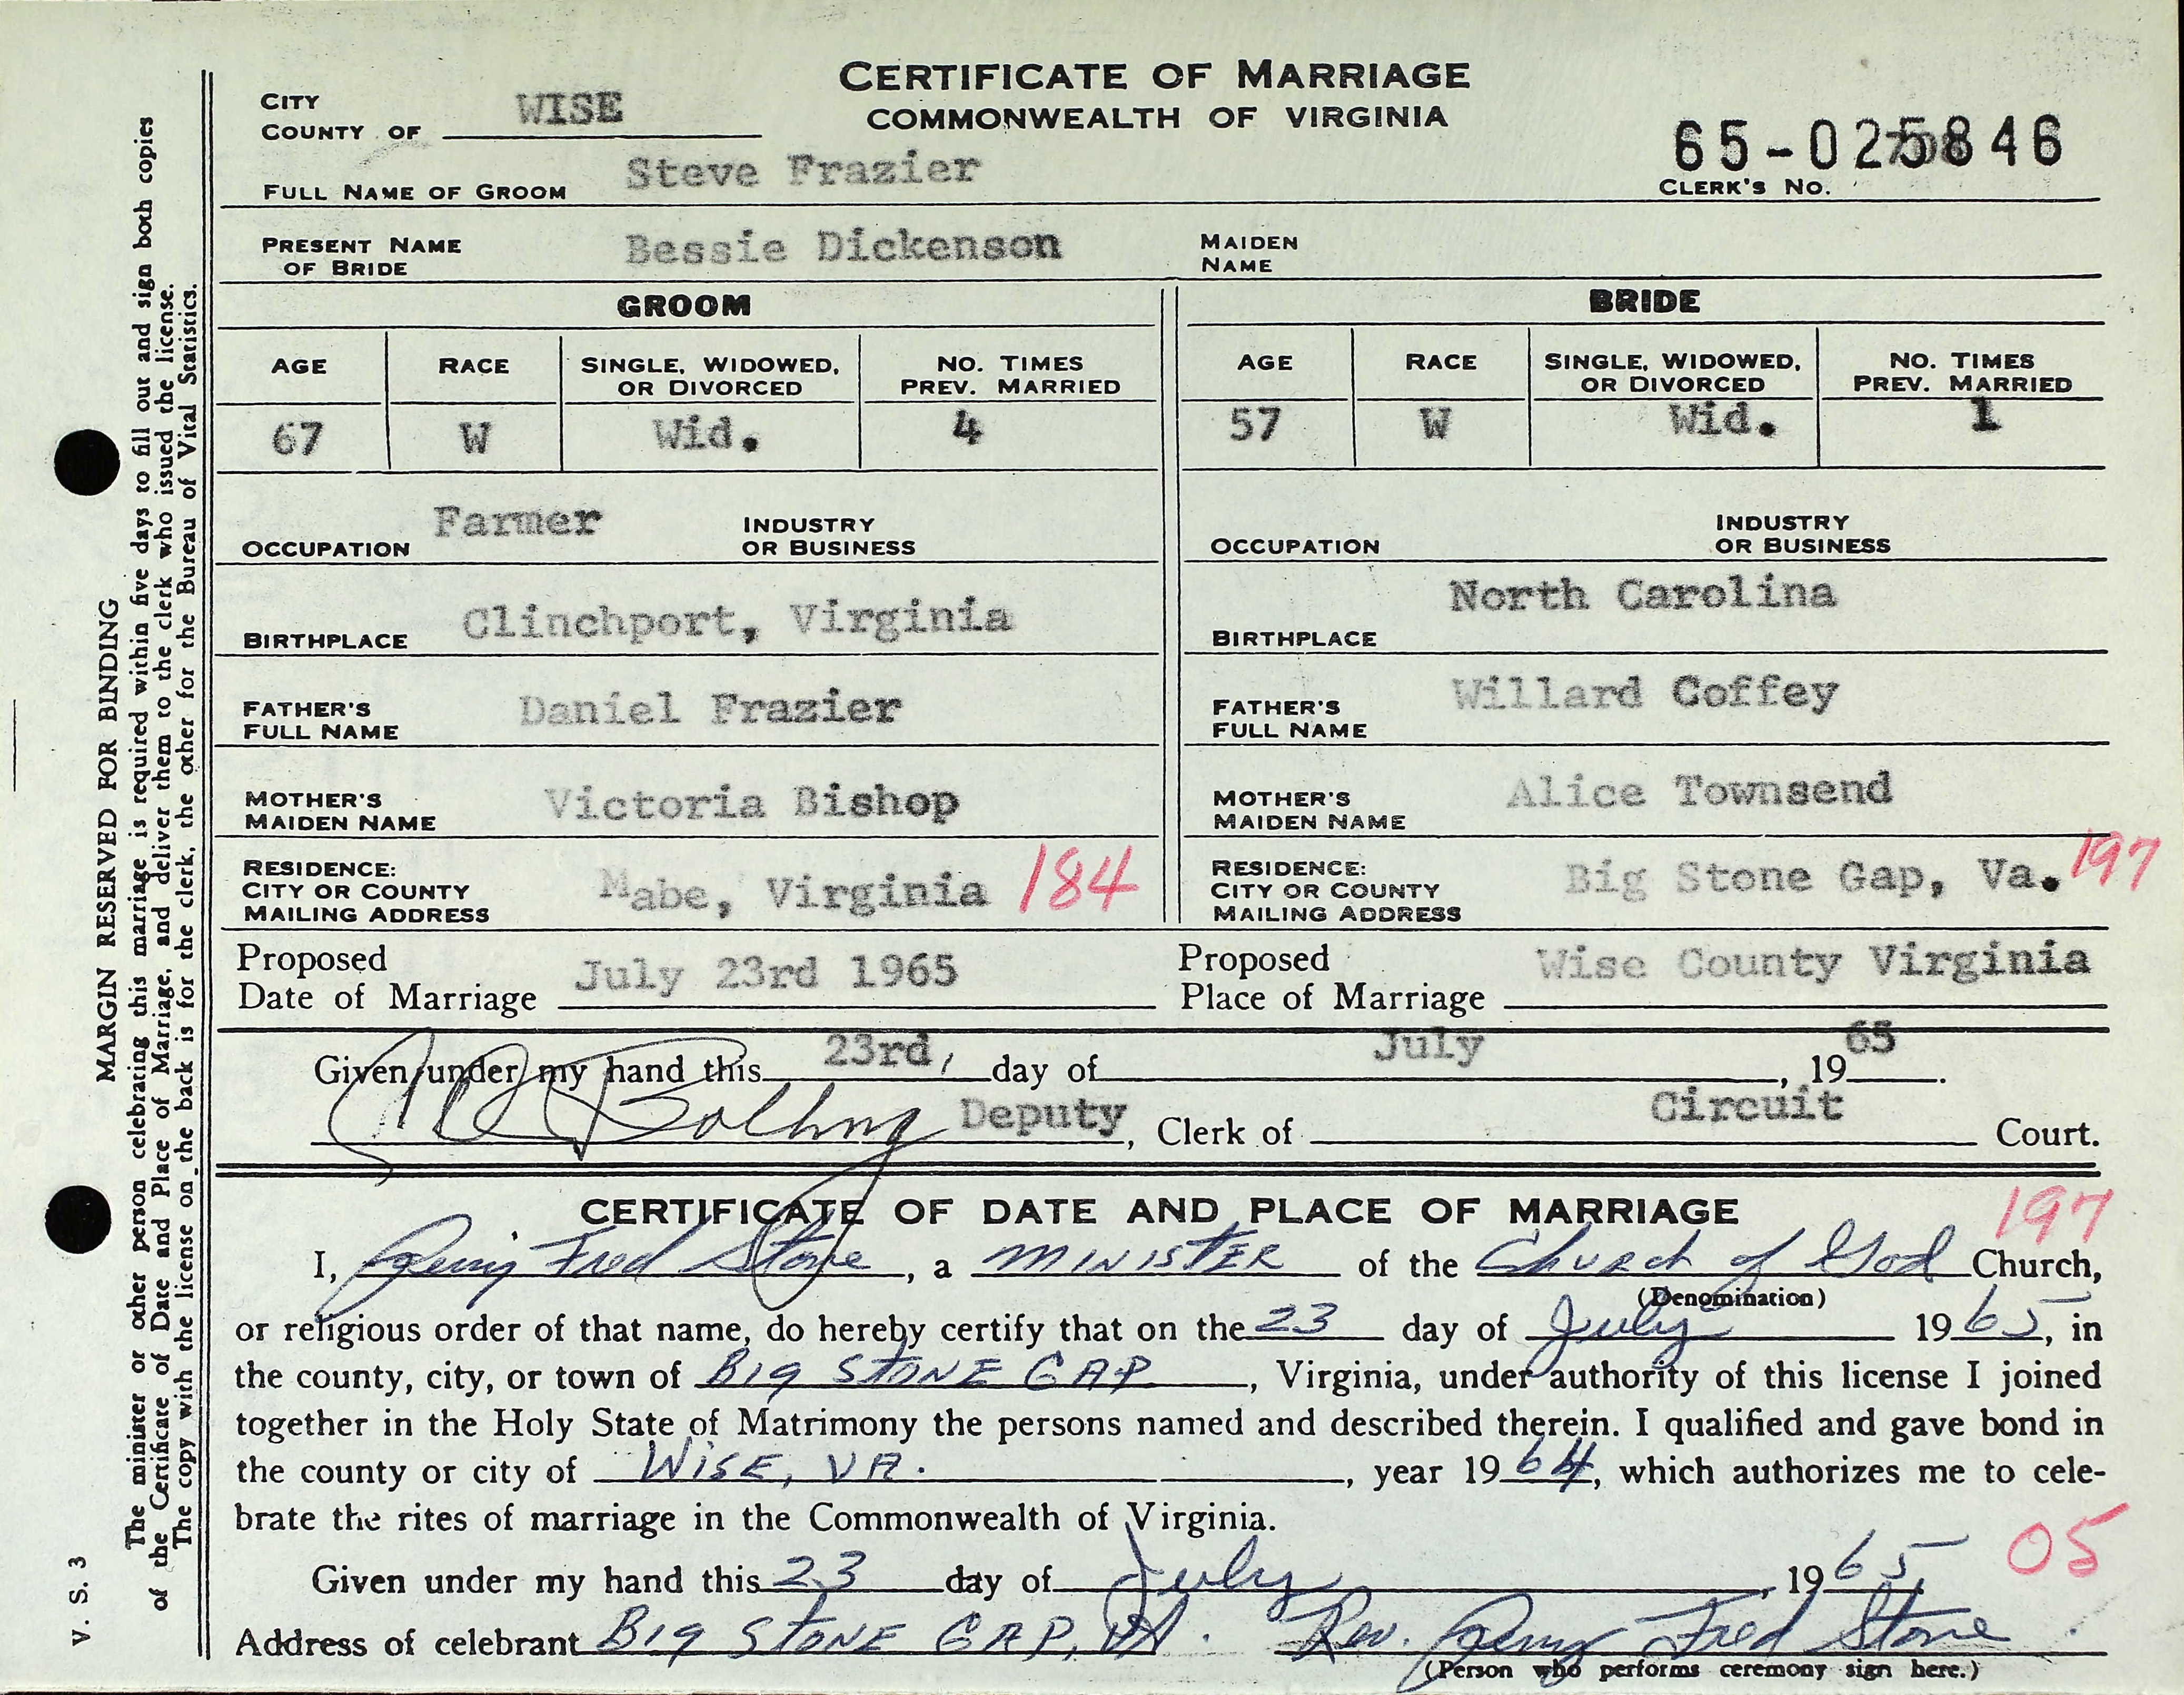 CERTIFICATE OF MARRIAGE
COMMONWEALTH OF VIRGINIA
CITY
COUNTY OF WISE
65-025846
CLERK'S NO.
FULL NAME OF GROOM Steve Frazier
PRESENT NAME OF BRIDE Bessie Dickenson MAIDEN NAME
GROOM
AGE RACE SINGLE, WIDOWED, OR DIVORCED NO. TIMES PREV. MARRIED
67 W Wid. 4
OCCUPATION Farmer INDUSTRY OR BUSINESS
BIRTHPLACE Clinchport, Virginia
FATHER'S FULL NAME Daniel Frazier
MOTHER'S MAIDEN NAME Victoria Bishop
RESIDENCE: CITY OR COUNTY MAILING ADDRESS Mabe, Virginia 184
BRIDE
AGE RACE SINGLE, WIDOWED, OR DIVORCED NO. TIMES PREV. MARRIED
57 W Wid. 1
OCCUPATION INDUSTRY OR BUSINESS
BIRTHPLACE North Carolina
FATHER'S FULL NAME Willard Coffey
MOTHER'S MAIDEN NAME Alice Townsend
RESIDENCE: CITY OR COUNTY MAILING ADDRESS Big Stone Gap, Va. 197
Proposed Date of Marriage July 23rd 1965 Proposed Place of Marriage Wise County Virginia
Given under my hand this 23rd, day of July, 1965.
Bolling Deputy, Clerk of Circuit Court.
CERTIFICATE OF DATE AND PLACE OF MARRIAGE 197
I, Fred Stone, a MINISTER of the Church of God Church,
(Denomination)
or religious order of that name, do hereby certify that on the 23 day of July 1965, in
the county, city, or town of BIG STONE GAP, Virginia, under authority of this license I joined
together in the Holy State of Matrimony the persons named and described therein. I qualified and gave bond in
the county or city of WISE, VA., year 1964, which authorizes me to cele-
brate the rites of marriage in the Commonwealth of Virginia.
05
Given under my hand this 23 day of July, 1965
Address of celebrant BIG STONE GAP, VA. Rev. Fred Stone
(Person who performs ceremony sign here.)
MARGIN RESERVED FOR BINDING
The minister or other person celebrating this marriage is required within five days to fill out and sign both copies
of the Certificate of Date and Place of Marriage, and deliver them to the clerk who issued the license.
The copy with the license on the back is for the clerk, the other for the Bureau of Vital Statistics.
V. S. 3